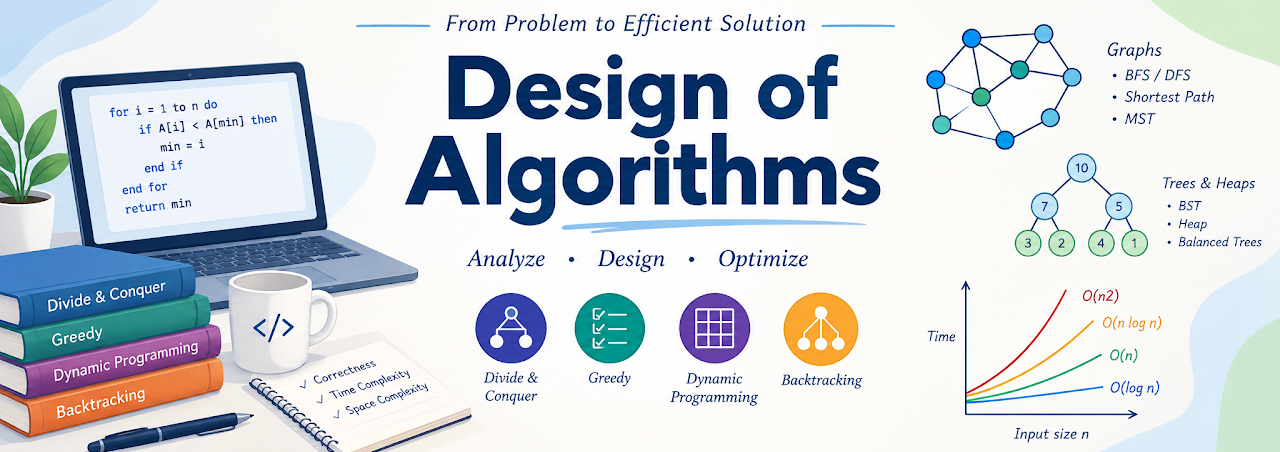 From Problem to Efficient Solution
Design of
Algorithms
Analyze • Design • Optimize
Divide &
Conquer
Greedy
Dynamic
Programming
Backtracking
for i = 1 to n do
if A[i] < A[min] then
min = i
end if
end for
return min
Divide & Conquer
Greedy
Dynamic Programming
Backtracking
</>
✓ Correctness
✓ Time Complexity
✓ Space Complexity
Graphs
• BFS / DFS
• Shortest Path
• MST
10
7 5
3 2 4 1
Trees & Heaps
• BST
• Heap
• Balanced Trees
Time
O(n2)
O(n log n)
O(n)
O(log n)
Input size n